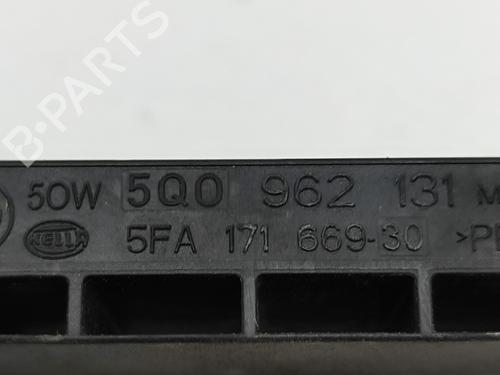 B-PARTS
50W 5Q0 962 131 M
HELLA 5FA 171 669-30 >P